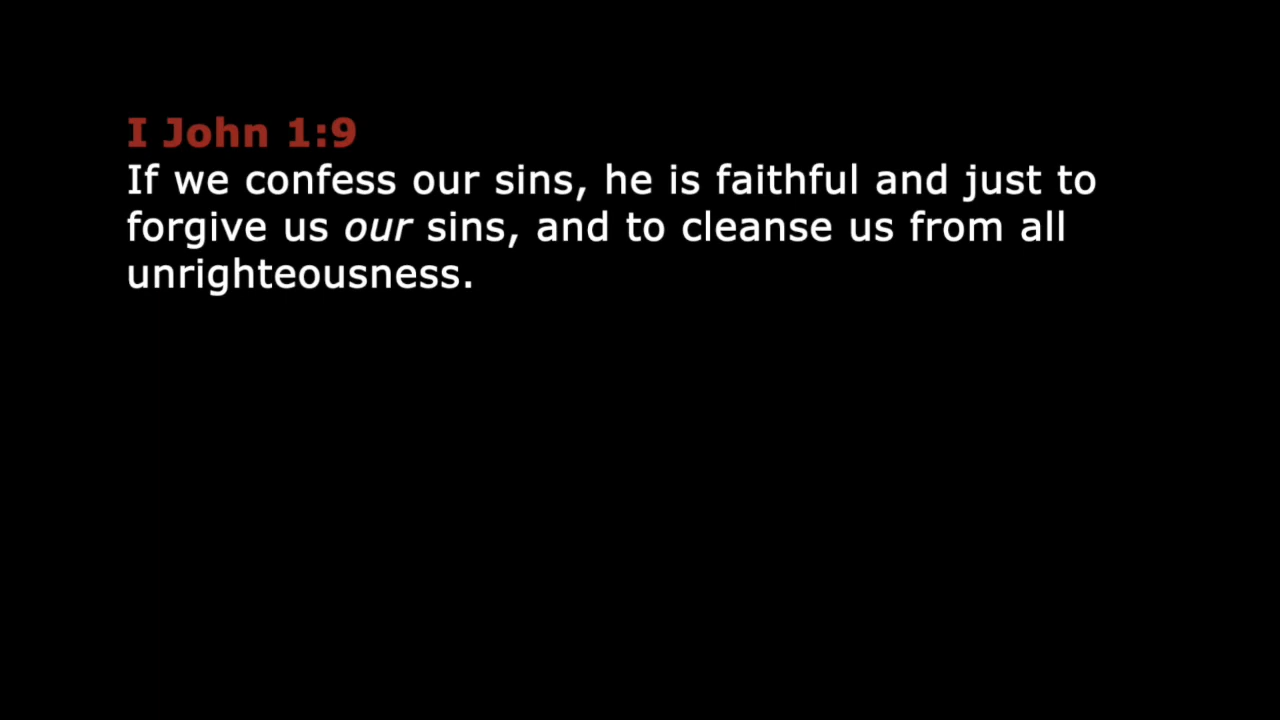 I John 1:9
If we confess our sins, he is faithful and just to
forgive us our sins, and to cleanse us from all
unrighteousness.